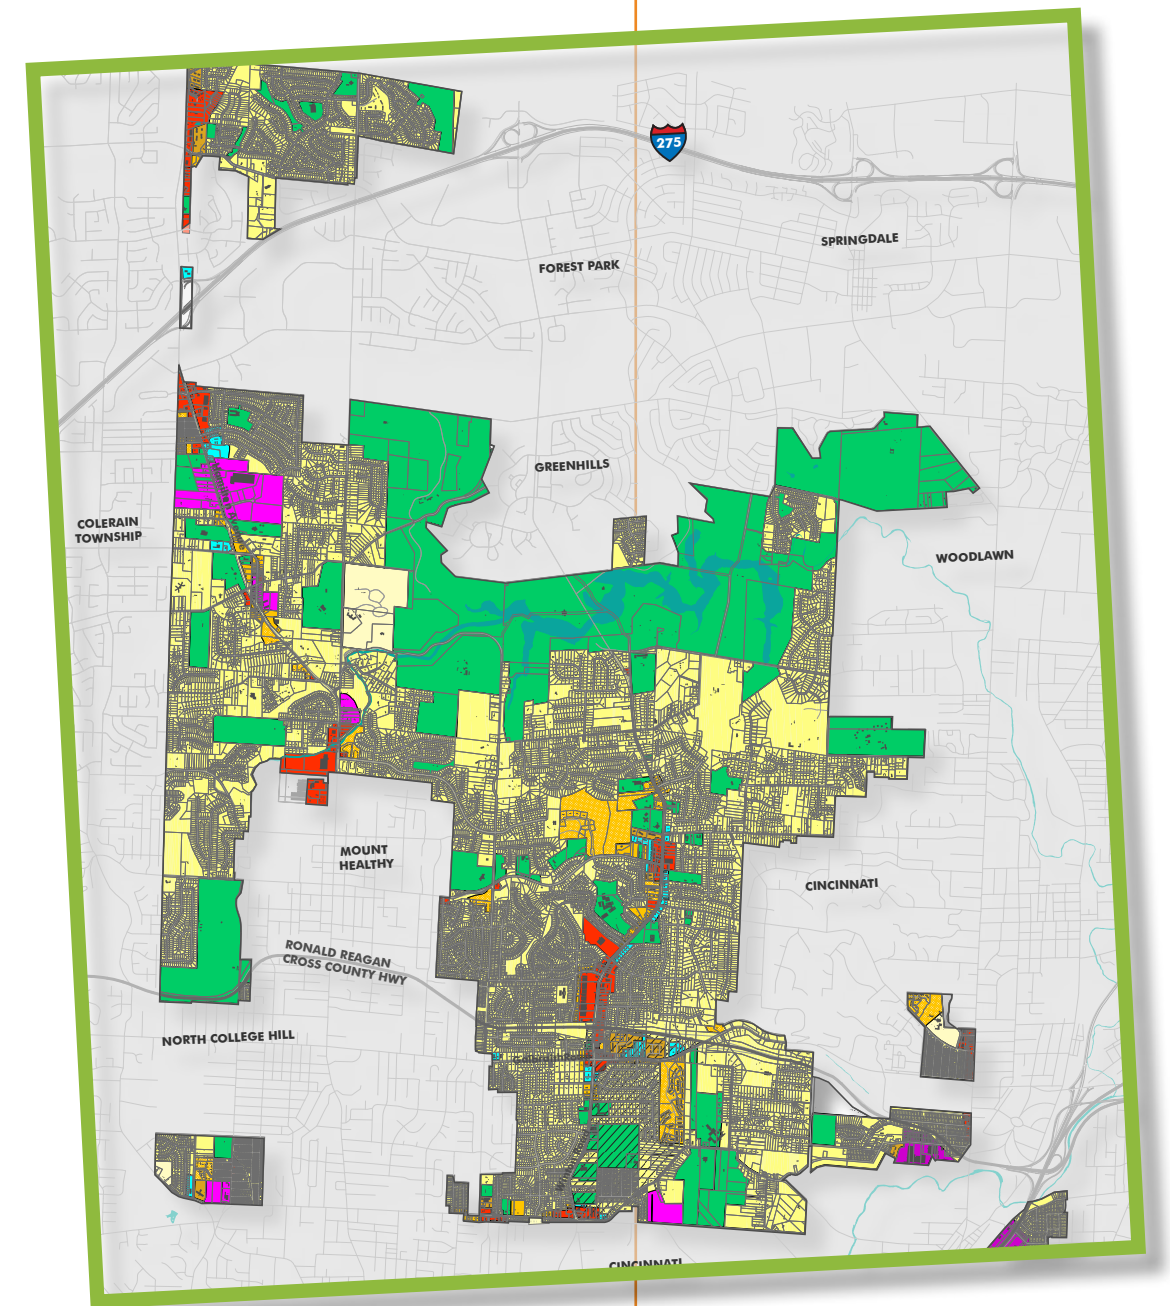 275
SPRINGDALE
FOREST PARK
GREENHILLS
COLERAIN
TOWNSHIP
WOODLAWN
MOUNT
HEALTHY
CINCINNATI
RONALD REAGAN
CROSS COUNTY HWY
NORTH COLLEGE HILL
CINCINNATI